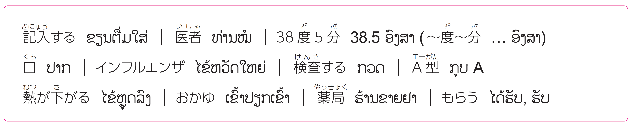 記入する ຂຽນຕື່ມໃສ່ | 医者 ທ່ານໝໍ | 38度5分 38.5 ອົງສາ (～度～分 … ອົງສາ)
口 ປາກ | インフルエンザ ໄຂ້ຫວັດໃຫຍ່ | 検査する ກວດ | A型 ກຸບ A
熱が下がる ໄຂ້ຫຼຸດລົງ | おかゆ ເຂົ້າປຽກເຂົ້າ | 薬局 ຮ້ານຂາຍຢາ | もらう ໄດ້ຮັບ, ຮັບ